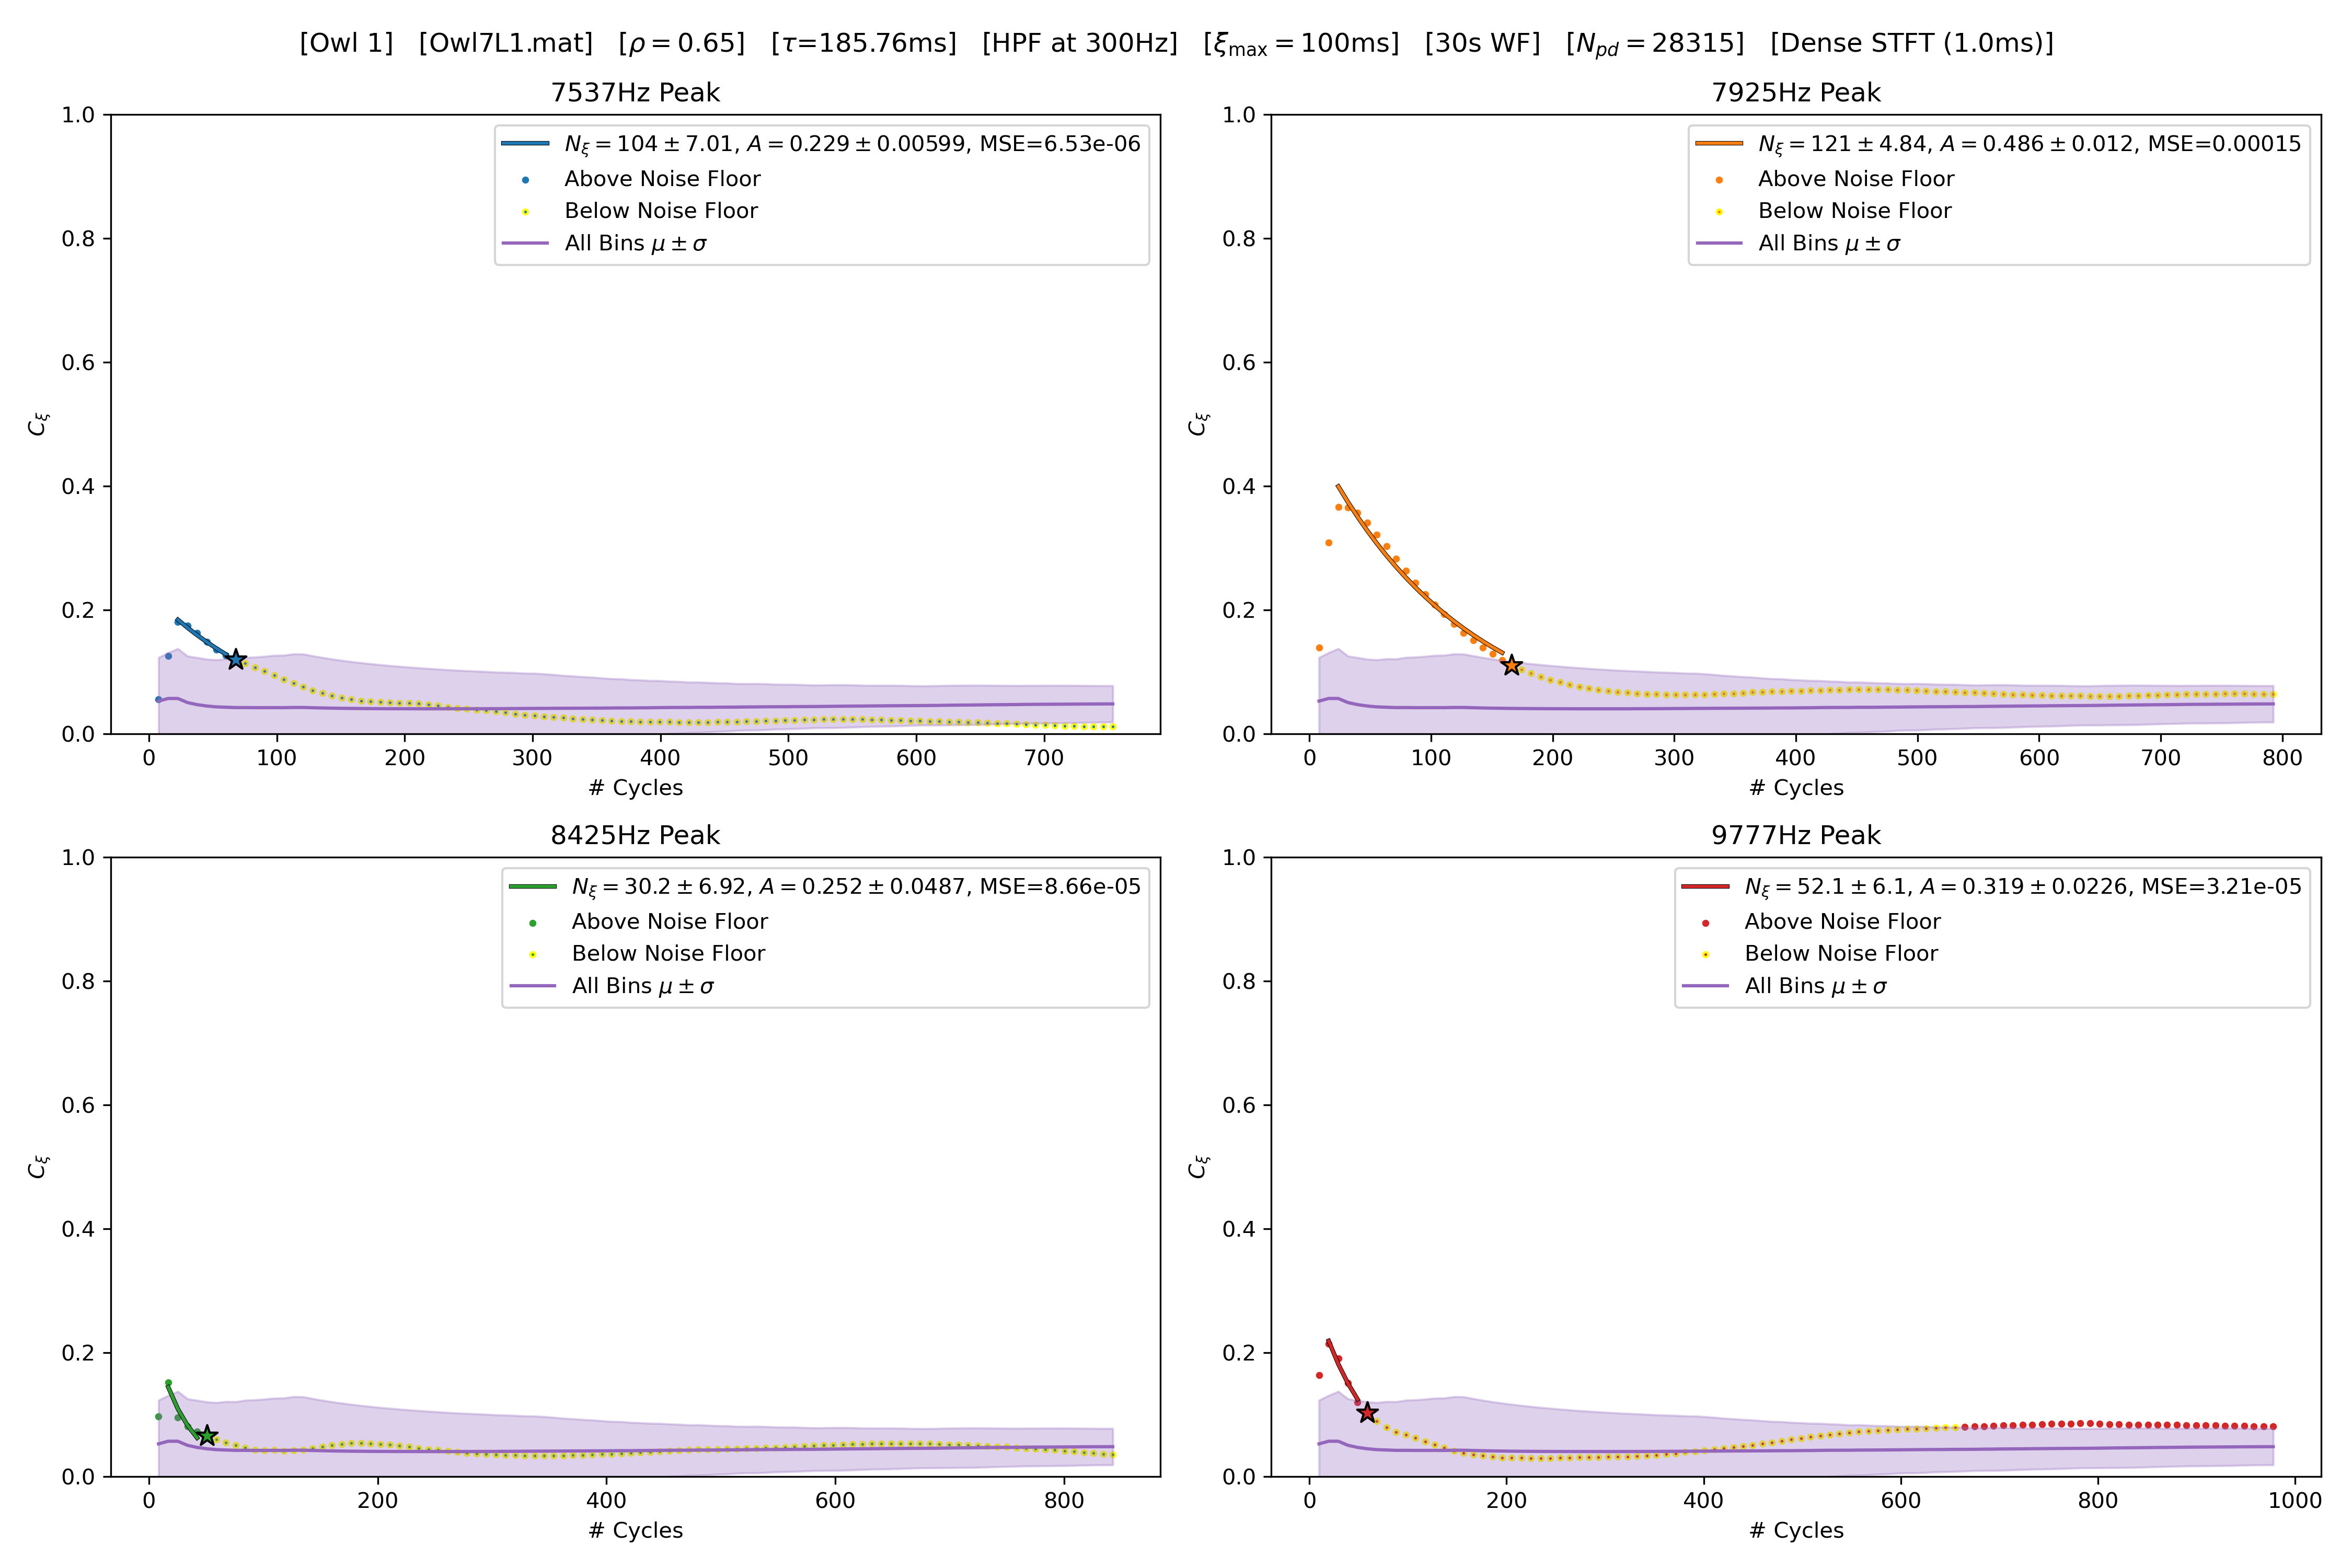 [Owl 1] [Owl7L1.mat] [ρ = 0.65] [τ=185.76ms] [HPF at 300Hz] [ξmax = 100ms] [30s WF] [Npd = 28315] [Dense STFT (1.0ms)]
7537Hz Peak
Nξ = 104 ± 7.01, A = 0.229 ± 0.00599, MSE=6.53e-06
Above Noise Floor
Below Noise Floor
All Bins μ ± σ
1.0
0.8
0.6
0.4
0.2
0.0
Cξ
0 100 200 300 400 500 600 700
# Cycles
7925Hz Peak
Nξ = 121 ± 4.84, A = 0.486 ± 0.012, MSE=0.00015
Above Noise Floor
Below Noise Floor
All Bins μ ± σ
1.0
0.8
0.6
0.4
0.2
0.0
Cξ
0 100 200 300 400 500 600 700 800
# Cycles
8425Hz Peak
Nξ = 30.2 ± 6.92, A = 0.252 ± 0.0487, MSE=8.66e-05
Above Noise Floor
Below Noise Floor
All Bins μ ± σ
1.0
0.8
0.6
0.4
0.2
0.0
Cξ
0 200 400 600 800
# Cycles
9777Hz Peak
Nξ = 52.1 ± 6.1, A = 0.319 ± 0.0226, MSE=3.21e-05
Above Noise Floor
Below Noise Floor
All Bins μ ± σ
1.0
0.8
0.6
0.4
0.2
0.0
Cξ
0 200 400 600 800 1000
# Cycles